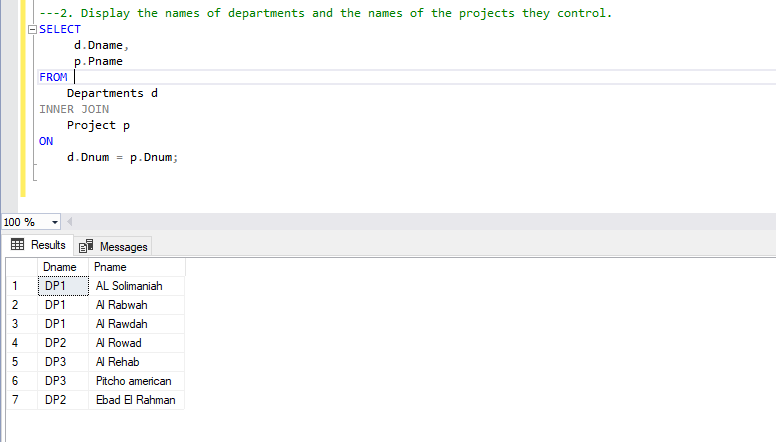 ---2. Display the names of departments and the names of the projects they control.
SELECT
d.Dname,
p.Pname
FROM
Departments d
INNER JOIN
Project p
ON
d.Dnum = p.Dnum;
100 %
Results Messages
Dname Pname
1 DP1 AL Solimaniah
2 DP1 Al Rabwah
3 DP1 Al Rawdah
4 DP2 Al Rowad
5 DP3 Al Rehab
6 DP3 Pitcho american
7 DP2 Ebad El Rahman